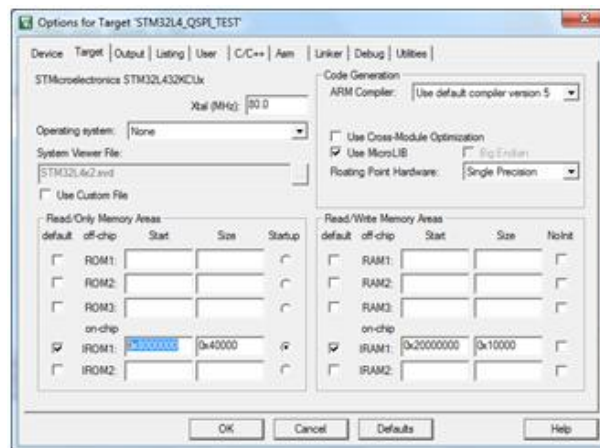 Options for Target 'STM32L4_QSPI_TEST'
Device Target Output Listing User C/C++ Asm Linker Debug Utilities
STMicroelectronics STM32L432KCUx
Xtal (MHz): 80.0
Operating system: None
System Viewer File:
STM32L4x2.svd
Use Custom File
Code Generation
ARM Compiler: Use default compiler version 5
Use Cross-Module Optimization
Use MicroLIB Big Endian
Floating Point Hardware: Single Precision
Read/Only Memory Areas
default off-chip Start Size Startup
ROM1:
ROM2:
ROM3:
on-chip
IROM1: 0x8000000 0x40000
IROM2:
Read/Write Memory Areas
default off-chip Start Size NoInit
RAM1:
RAM2:
RAM3:
on-chip
IRAM1: 0x20000000 0x10000
IRAM2:
OK Cancel Defaults Help